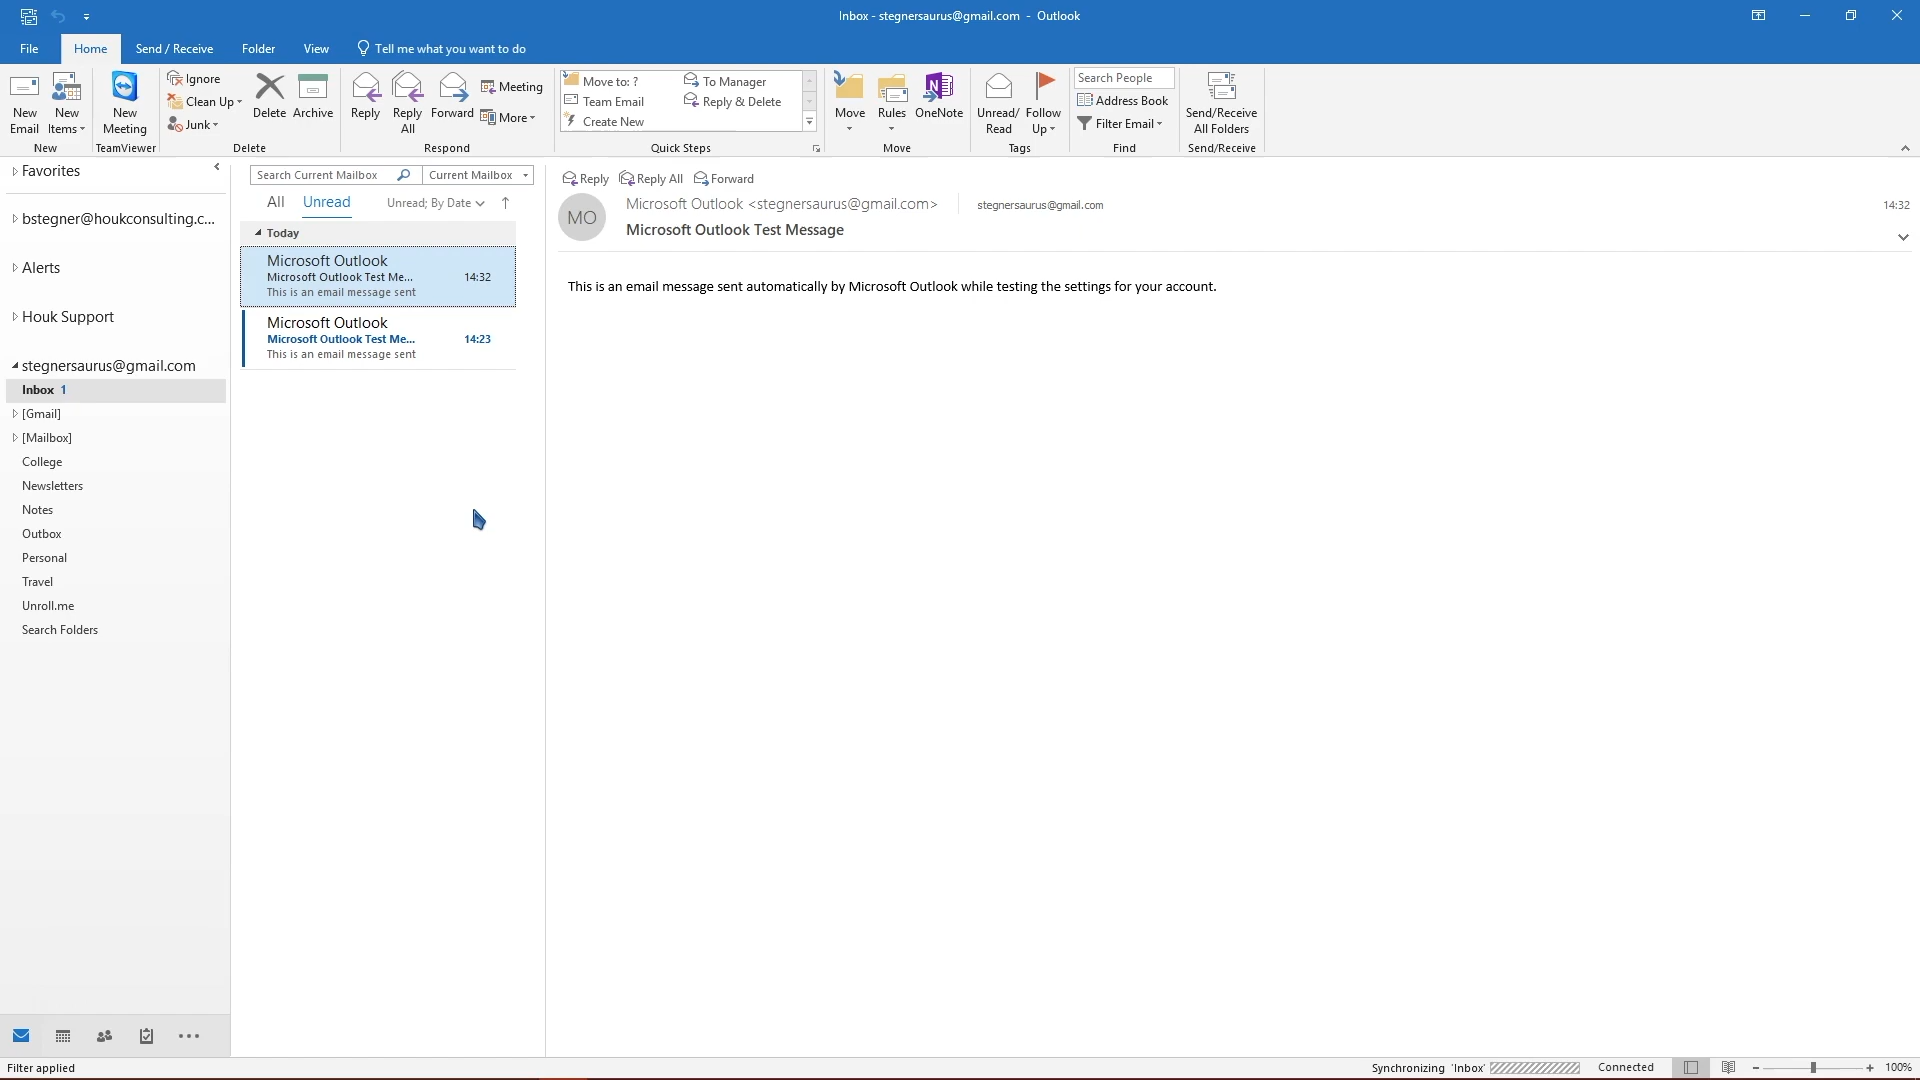 Inbox - stegnersaurus@gmail.com - Outlook
File Home Send / Receive Folder View Tell me what you want to do
New Email
New Items
New
New Meeting
TeamViewer
Ignore
Clean Up
Junk
Delete
Archive
Delete
Reply
Reply All
Forward
Meeting
More
Respond
Move to: ?
Team Email
Create New
To Manager
Reply & Delete
Quick Steps
Move
Rules
OneNote
Move
Unread/ Read
Follow Up
Tags
Search People
Address Book
Filter Email
Find
Send/Receive All Folders
Send/Receive
Favorites
bstegner@houkconsulting.c...
Alerts
Houk Support
stegnersaurus@gmail.com
Inbox 1
[Gmail]
[Mailbox]
College
Newsletters
Notes
Outbox
Personal
Travel
Unroll.me
Search Folders
Search Current Mailbox Current Mailbox
All Unread Unread; By Date
Today
Microsoft Outlook
Microsoft Outlook Test Me... 14:32
This is an email message sent
Microsoft Outlook
Microsoft Outlook Test Me... 14:23
This is an email message sent
Reply Reply All Forward
MO
Microsoft Outlook <stegnersaurus@gmail.com> stegnersaurus@gmail.com 14:32
Microsoft Outlook Test Message
This is an email message sent automatically by Microsoft Outlook while testing the settings for your account.
Filter applied
Synchronizing 'Inbox' Connected 100%